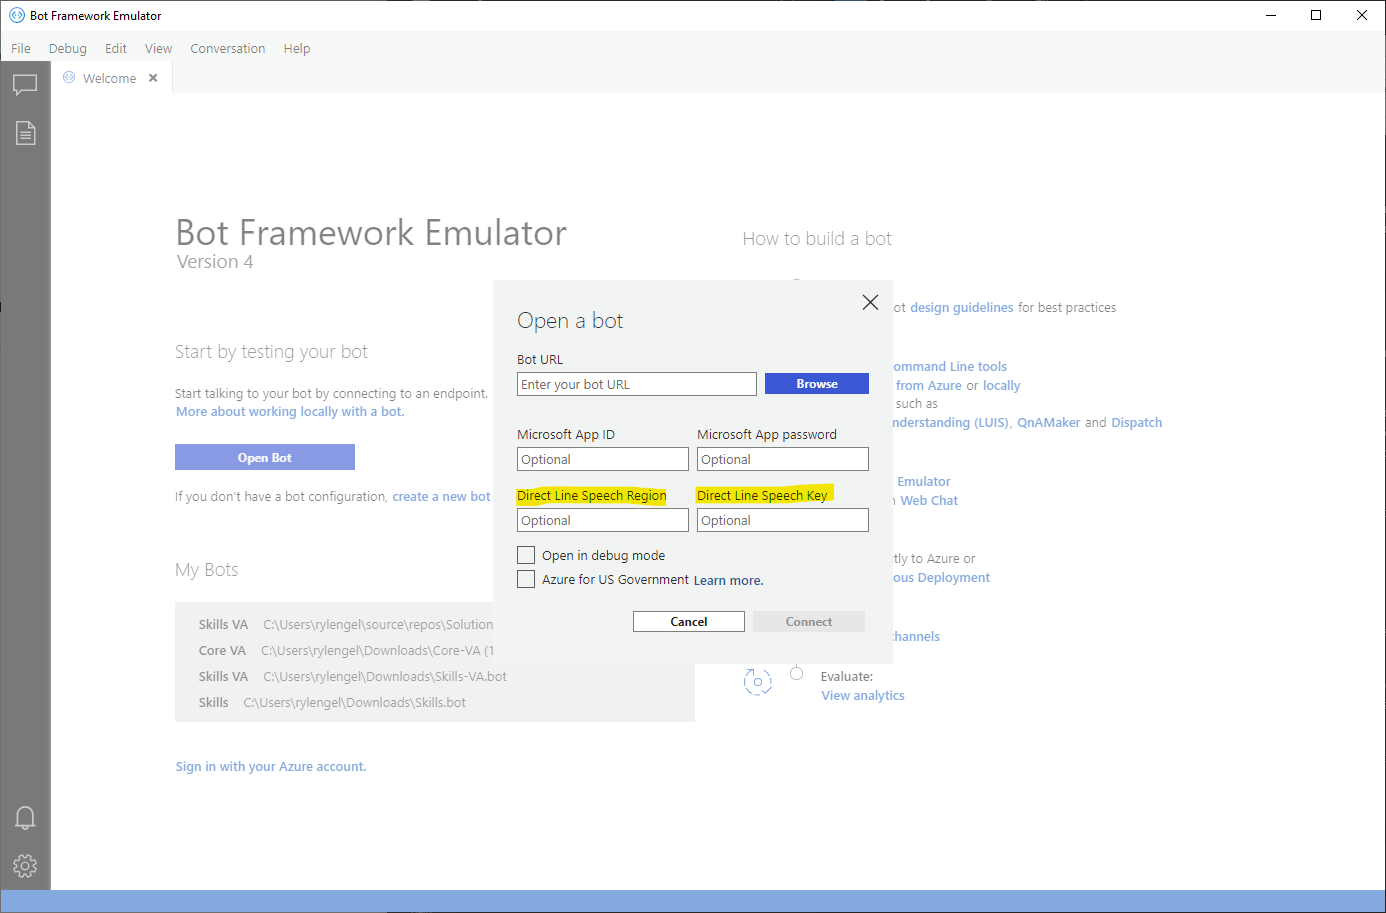 Bot Framework Emulator
File Debug Edit View Conversation Help
Welcome
Bot Framework Emulator
Version 4
Start by testing your bot
Start talking to your bot by connecting to an endpoint.
More about working locally with a bot.
Open Bot
If you don't have a bot configuration, create a new bot
My Bots
Skills VA C:\Users\rylengel\source\repos\Solution
Core VA C:\Users\rylengel\Downloads\Core-VA (1
Skills VA C:\Users\rylengel\Downloads\Skills-VA.bot
Skills C:\Users\rylengel\Downloads\Skills.bot
Sign in with your Azure account.
Open a bot
Bot URL
Enter your bot URL Browse
Microsoft App ID Microsoft App password
Optional Optional
Direct Line Speech Region Direct Line Speech Key
Optional Optional
Open in debug mode
Azure for US Government Learn more.
Cancel Connect
How to build a bot
ot design guidelines for best practices
ommand Line tools
from Azure or locally
such as
nderstanding (LUIS), QnAMaker and Dispatch
Emulator
Web Chat
tly to Azure or
ous Deployment
hannels
Evaluate:
View analytics